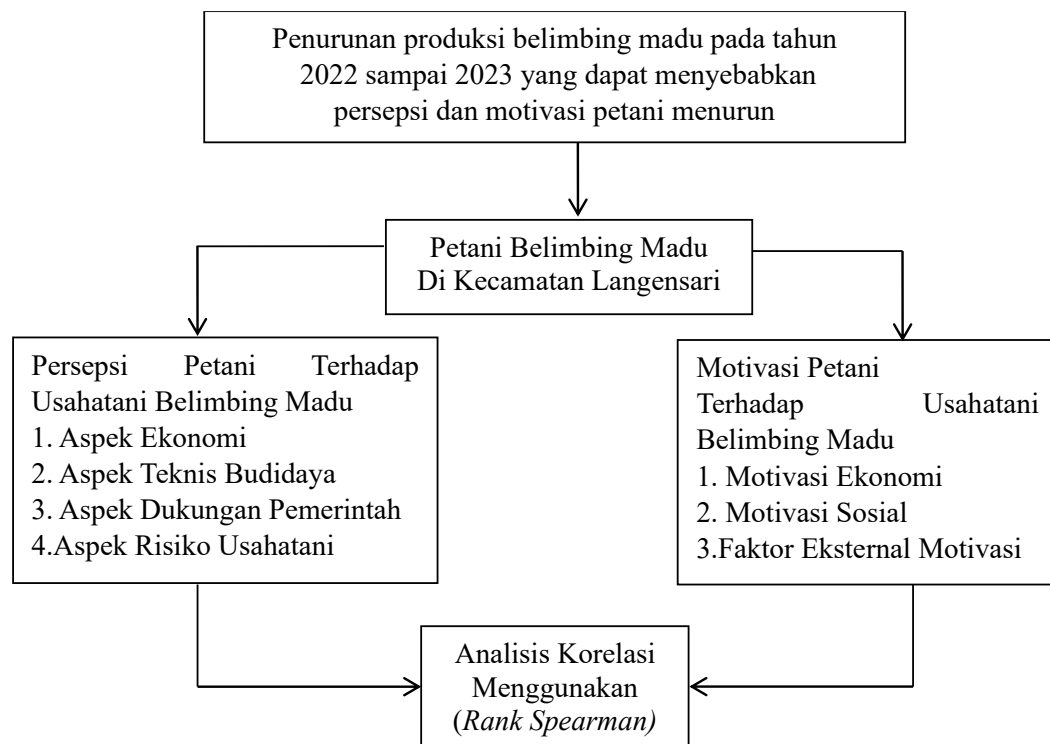 Penurunan produksi belimbing madu pada tahun
2022 sampai 2023 yang dapat menyebabkan
persepsi dan motivasi petani menurun
Petani Belimbing Madu
Di Kecamatan Langensari
Persepsi Petani Terhadap
Usahatani Belimbing Madu
1. Aspek Ekonomi
2. Aspek Teknis Budidaya
3. Aspek Dukungan Pemerintah
4.Aspek Risiko Usahatani
Motivasi Petani
Terhadap Usahatani
Belimbing Madu
1. Motivasi Ekonomi
2. Motivasi Sosial
3.Faktor Eksternal Motivasi
Analisis Korelasi
Menggunakan
(Rank Spearman)